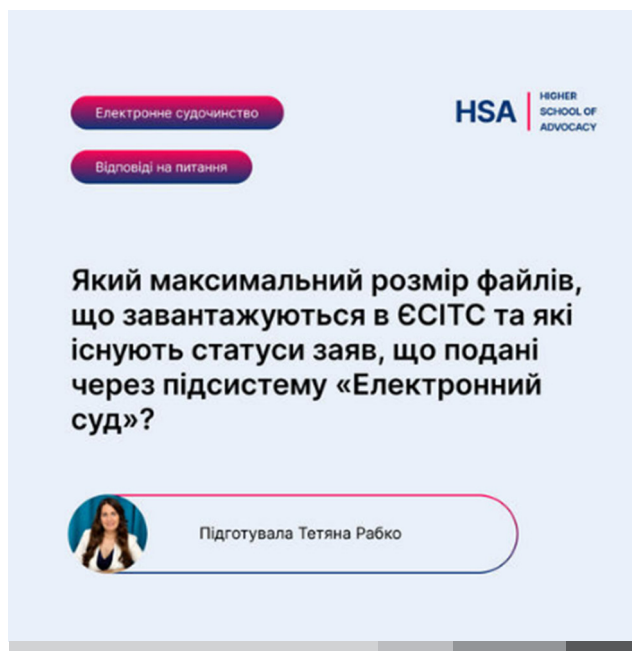 Електронне судочинство
HSA
HIGHER
SCHOOL OF
ADVOCACY
Відповіді на питання
Який максимальний розмір файлів,
що завантажуються в ЄСІТС та які
існують статуси заяв, що подані
через підсистему «Електронний
суд»?
Підготувала Тетяна Рабко